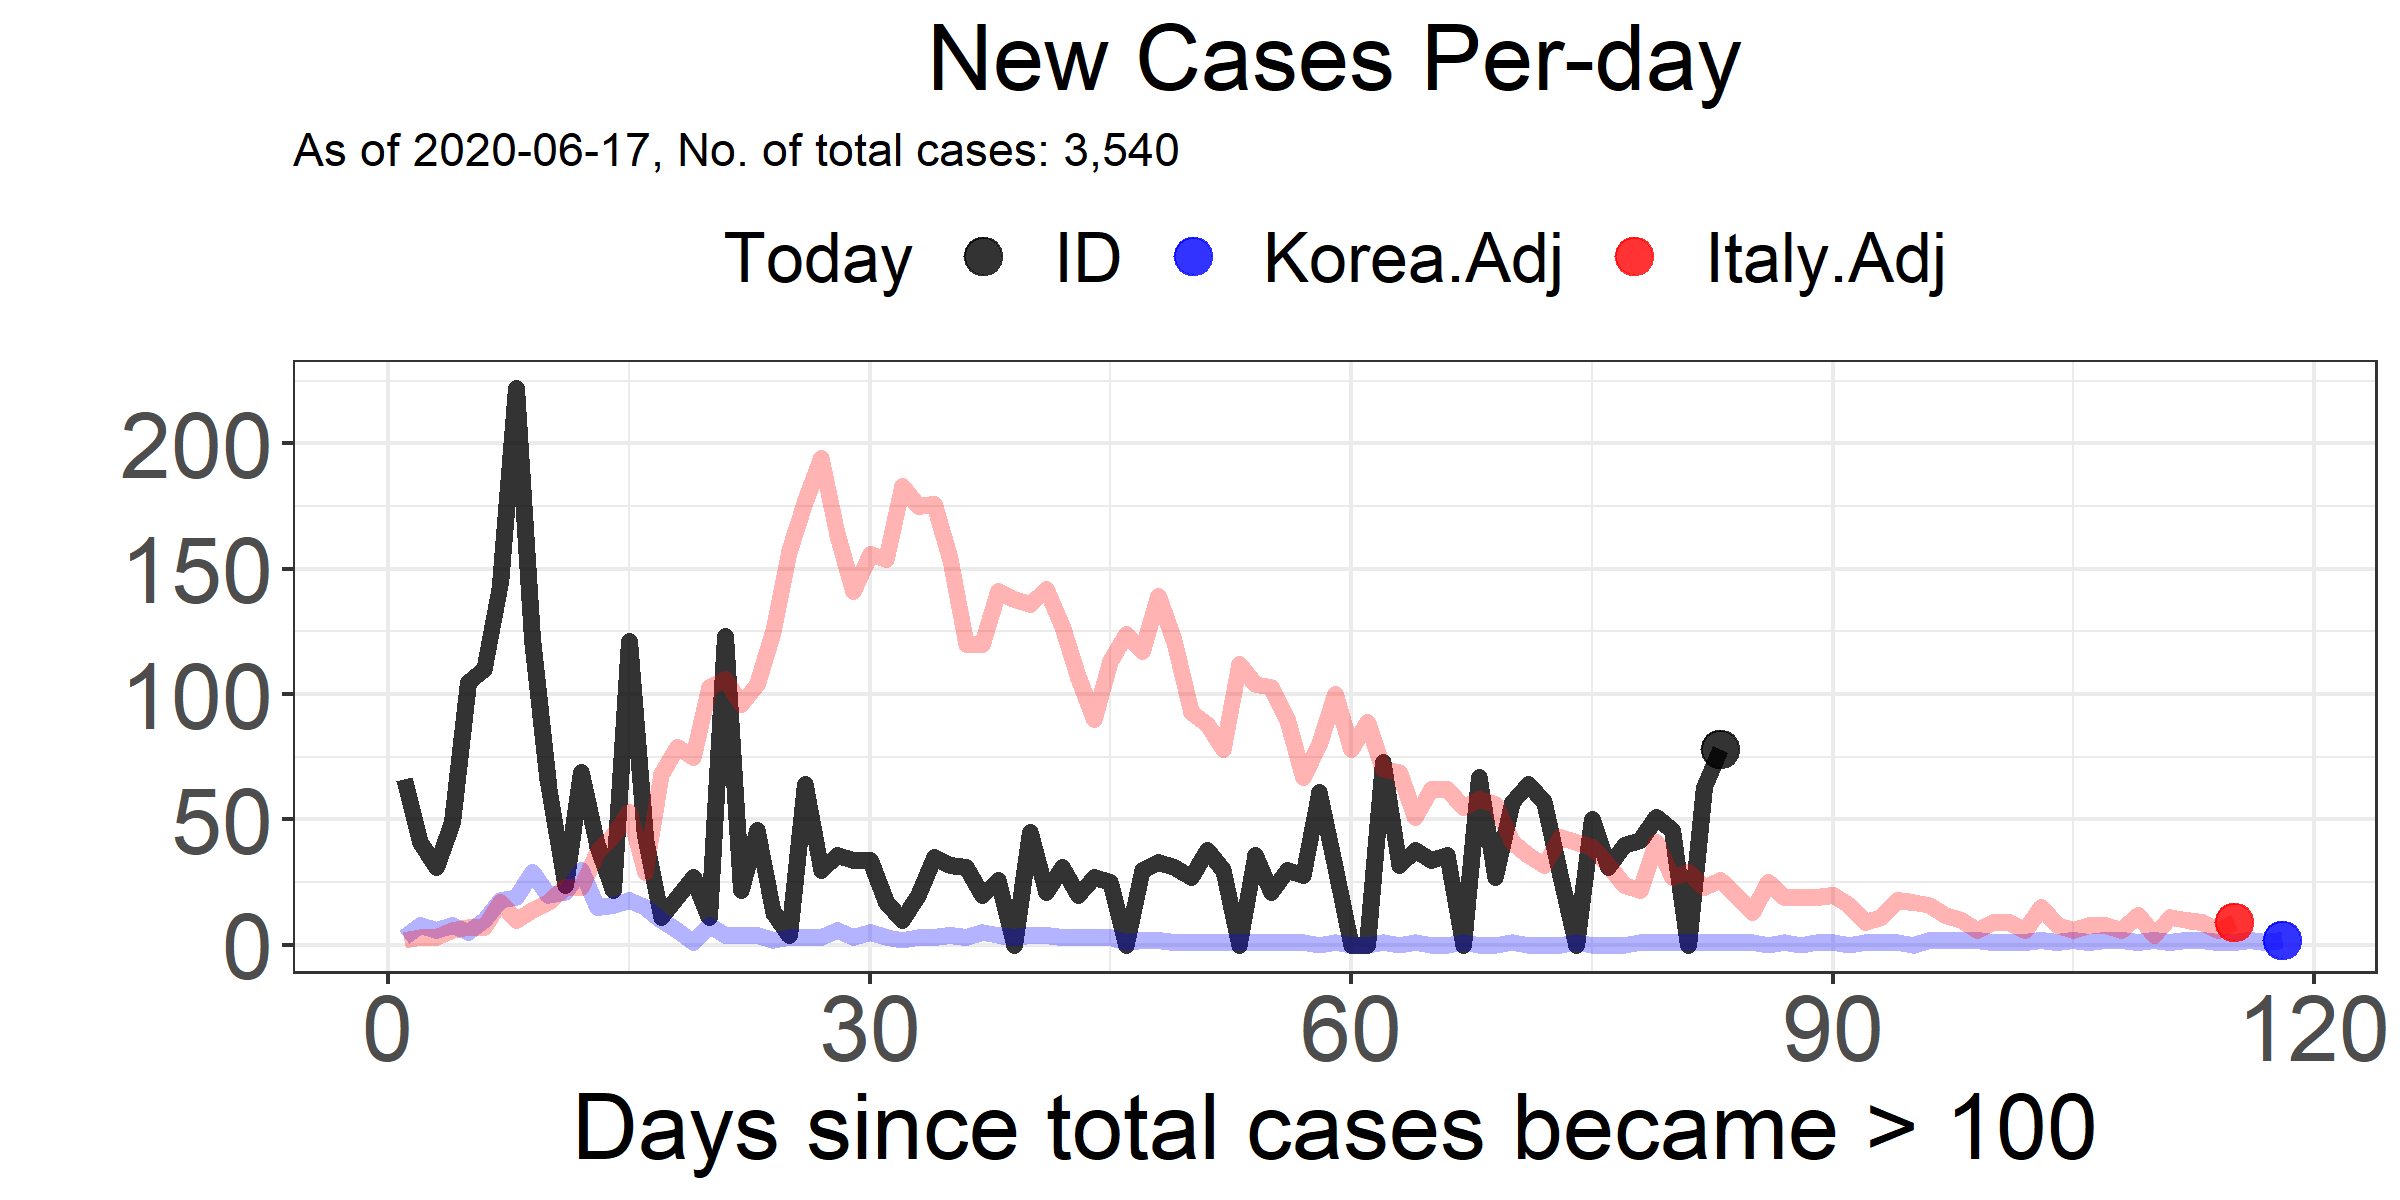 New Cases Per-day
As of 2020-06-17, No. of total cases: 3,540
Today ID Korea.Adj Italy.Adj
200
150
100
50
0
0 30 60 90 120
Days since total cases became > 100